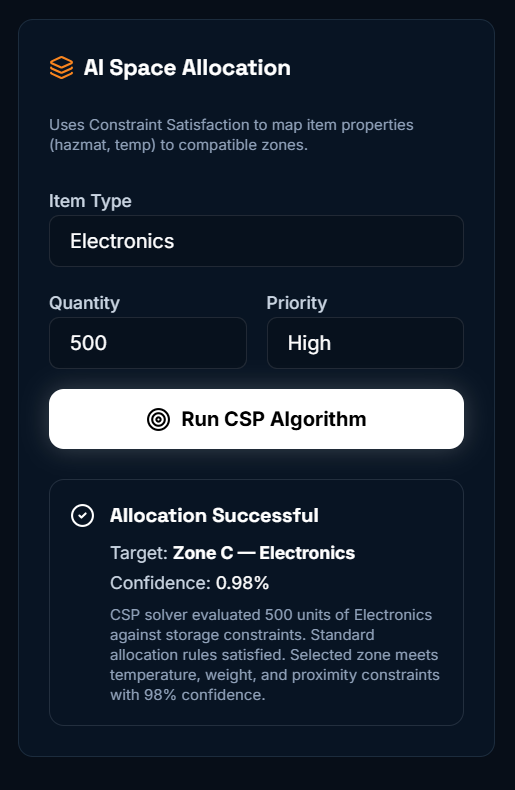 AI Space Allocation
Uses Constraint Satisfaction to map item properties
(hazmat, temp) to compatible zones.
Item Type
Electronics
Quantity
Priority
500
High
Run CSP Algorithm
Allocation Successful
Target: Zone C — Electronics
Confidence: 0.98%
CSP solver evaluated 500 units of Electronics
against storage constraints. Standard
allocation rules satisfied. Selected zone meets
temperature, weight, and proximity constraints
with 98% confidence.